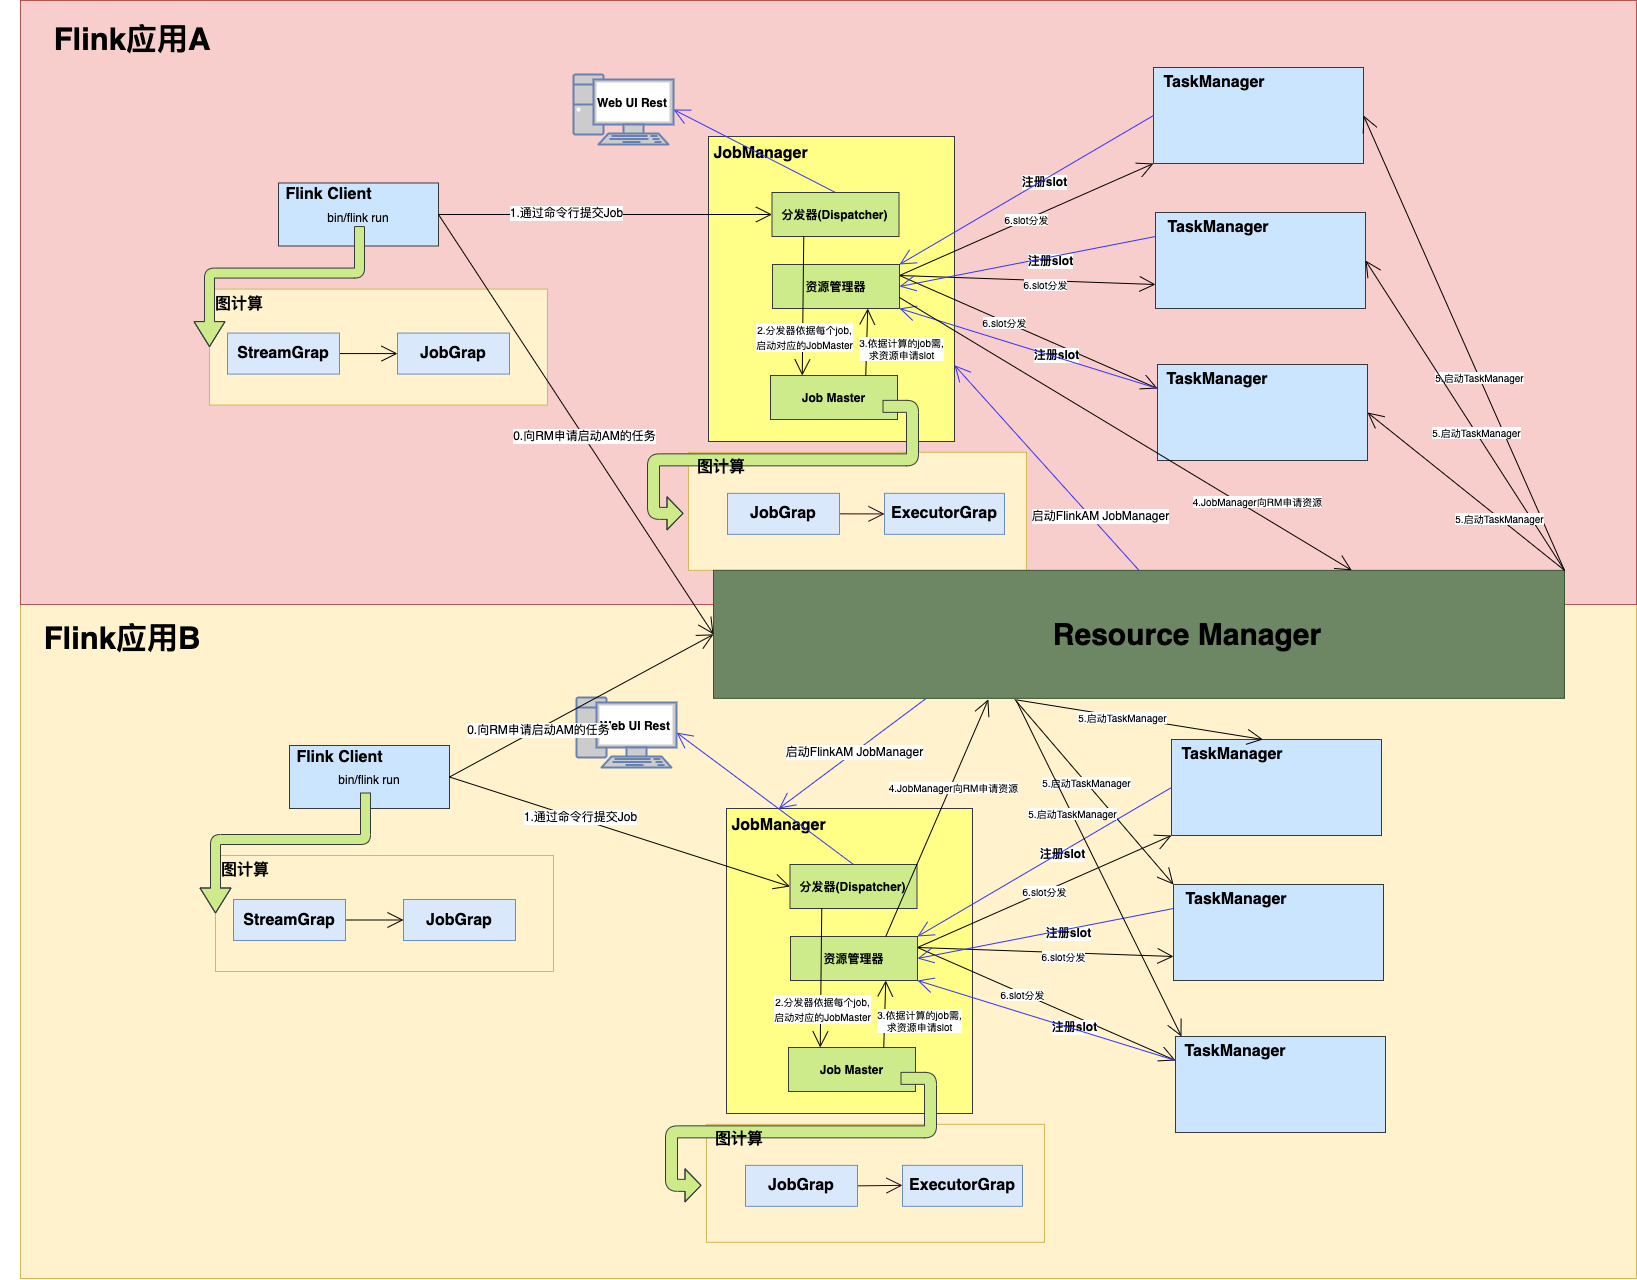 Flink应用A
Web UI Rest
TaskManager
JobManager
Flink Client
bin/flink run
1.通过命令行提交Job
分发器(Dispatcher)
注册slot
6.slot分发
TaskManager
注册slot
6.slot分发
资源管理器
图计算
StreamGrap
JobGrap
2.分发器依据每个job,
启动对应的JobMaster
3.依据计算的job需,
求资源申请slot
6.slot分发
注册slot
TaskManager
5.启动TaskManager
Job Master
0.向RM申请启动AM的任务
5.启动TaskManager
图计算
JobGrap
ExecutorGrap
启动FlinkAM JobManager
4.JobManager向RM申请资源
5.启动TaskManager
Resource Manager
Flink应用B
0.向RM申请启动AM的任务
Web UI Rest
5.启动TaskManager
Flink Client
bin/flink run
启动FlinkAM JobManager
TaskManager
4.JobManager向RM申请资源
5.启动TaskManager
1.通过命令行提交Job
JobManager
5.启动TaskManager
注册slot
图计算
分发器(Dispatcher)
6.slot分发
TaskManager
StreamGrap
JobGrap
注册slot
资源管理器
6.slot分发
2.分发器依据每个job,
启动对应的JobMaster
3.依据计算的job需,
求资源申请slot
6.slot分发
注册slot
TaskManager
Job Master
图计算
JobGrap
ExecutorGrap